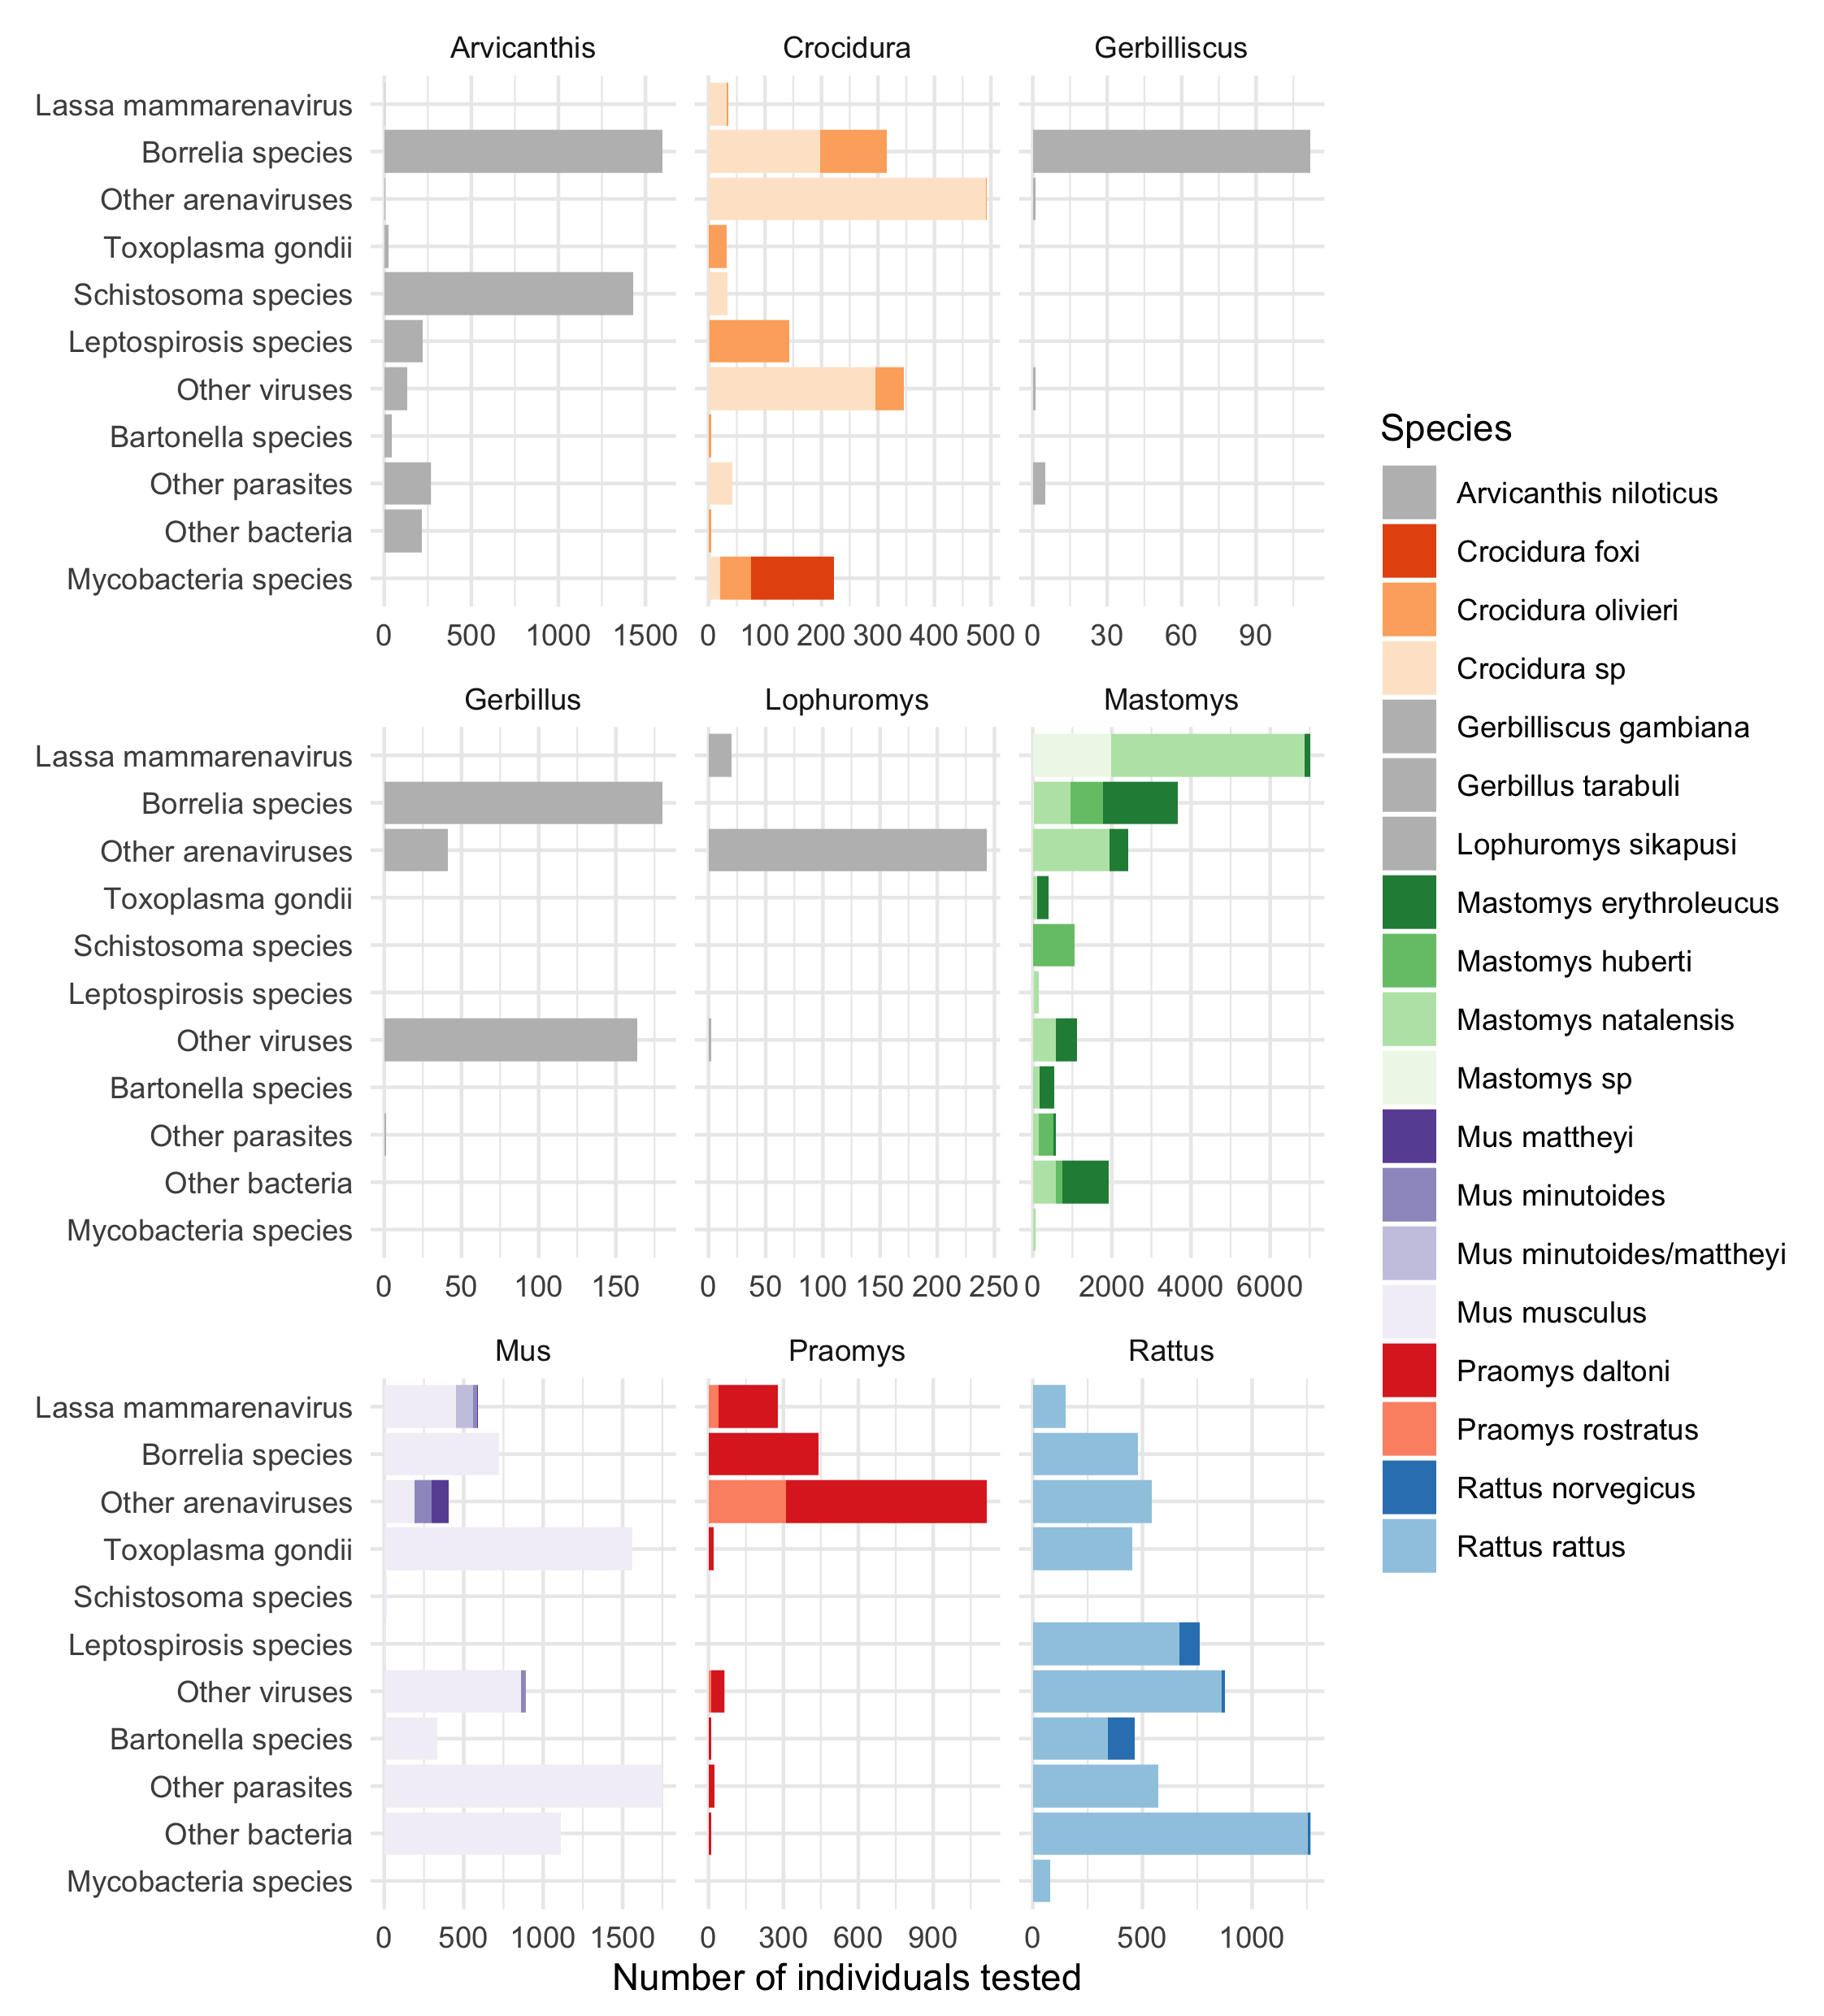 Arvicanthis Crocidura Gerbilliscus
Lassa mammarenavirus
Borrelia species
Other arenaviruses
Toxoplasma gondii
Schistosoma species
Leptospirosis species
Other viruses
Bartonella species
Other parasites
Other bacteria
Mycobacteria species
0 500 1000 1500 0 100 200 300 400 500 0 30 60 90
Gerbillus Lophuromys Mastomys
Lassa mammarenavirus
Borrelia species
Other arenaviruses
Toxoplasma gondii
Schistosoma species
Leptospirosis species
Other viruses
Bartonella species
Other parasites
Other bacteria
Mycobacteria species
0 50 100 150 0 50 100 150 200 250 0 2000 4000 6000
Mus Praomys Rattus
Lassa mammarenavirus
Borrelia species
Other arenaviruses
Toxoplasma gondii
Schistosoma species
Leptospirosis species
Other viruses
Bartonella species
Other parasites
Other bacteria
Mycobacteria species
0 500 1000 1500 0 300 600 900 0 500 1000
Number of individuals tested
Species
Arvicanthis niloticus
Crocidura foxi
Crocidura olivieri
Crocidura sp
Gerbilliscus gambiana
Gerbillus tarabuli
Lophuromys sikapusi
Mastomys erythroleucus
Mastomys huberti
Mastomys natalensis
Mastomys sp
Mus mattheyi
Mus minutoides
Mus minutoides/mattheyi
Mus musculus
Praomys daltoni
Praomys rostratus
Rattus norvegicus
Rattus rattus